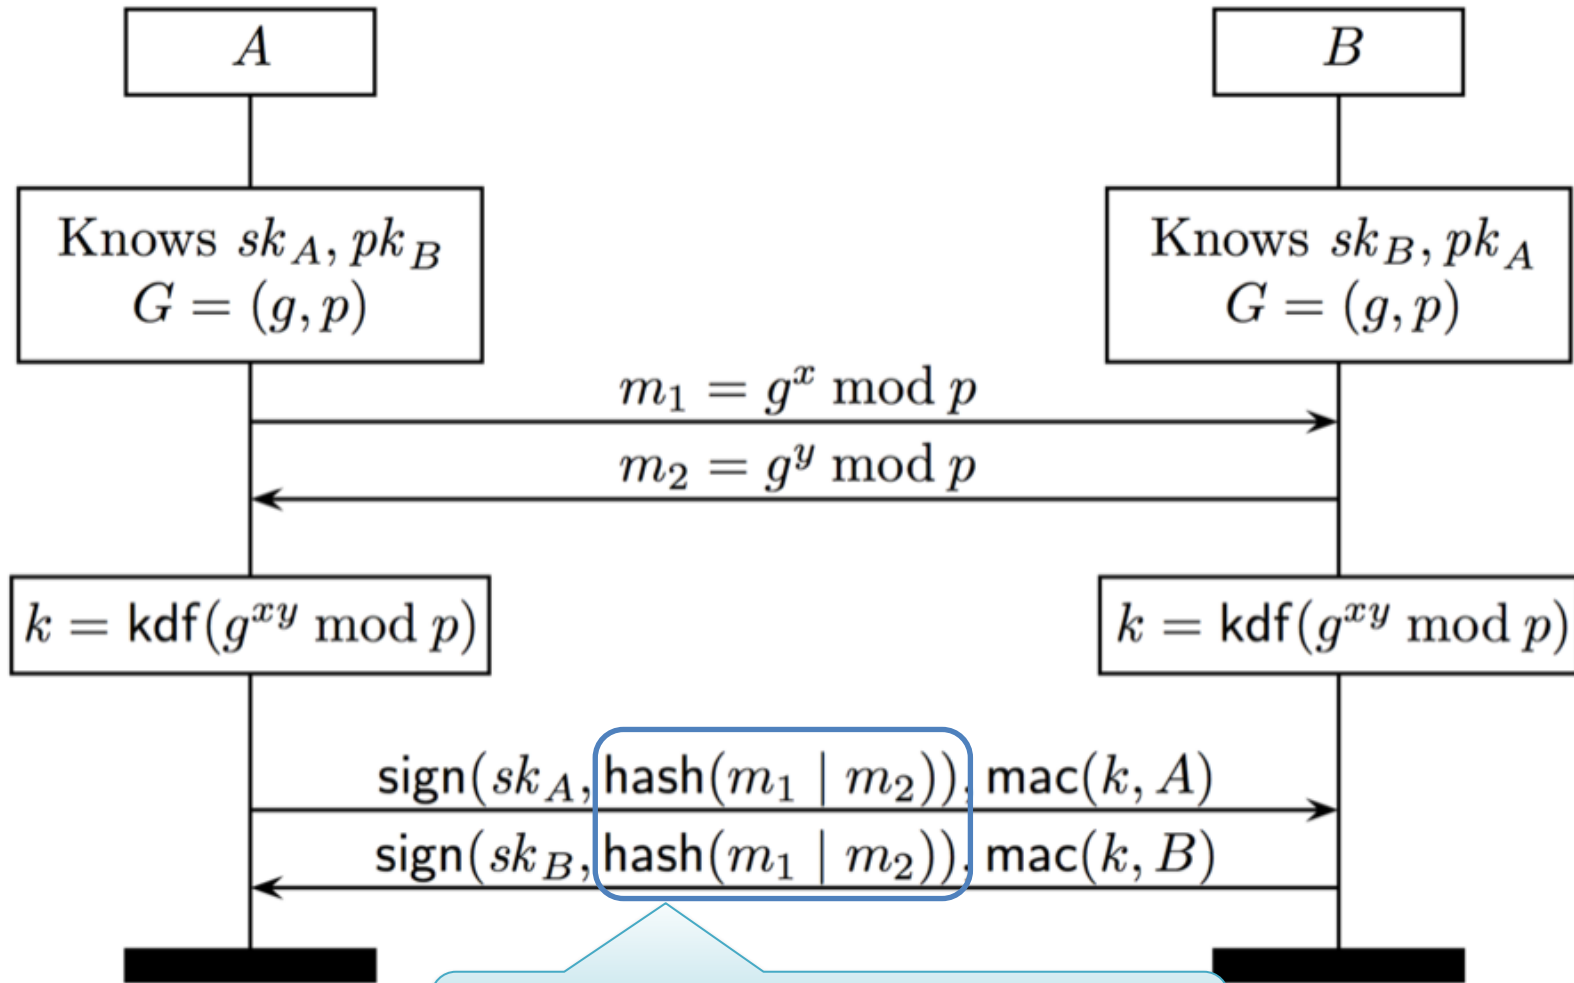 A
B
Knows sk_A, pk_B
G = (g, p)
Knows sk_B, pk_A
G = (g, p)
m_1 = g^x mod p
m_2 = g^y mod p
k = kdf(g^{xy} mod p)
k = kdf(g^{xy} mod p)
sign(sk_A, hash(m_1 | m_2)), mac(k, A)
sign(sk_B, hash(m_1 | m_2)), mac(k, B)